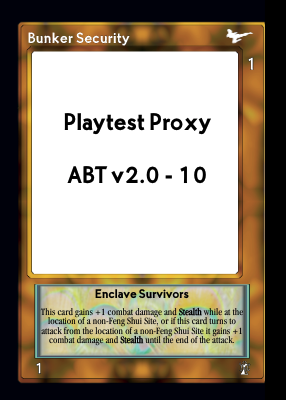 Bunker Security
1
Playtest Proxy
ABT v2.0 - 10
Enclave Survivors
This card gains +1 combat damage and Stealth while at the
location of a non-Feng Shui Site, or if this card turns to
attack from the location of a non-Feng Shui Site it gains +1
combat damage and Stealth until the end of the attack.
1